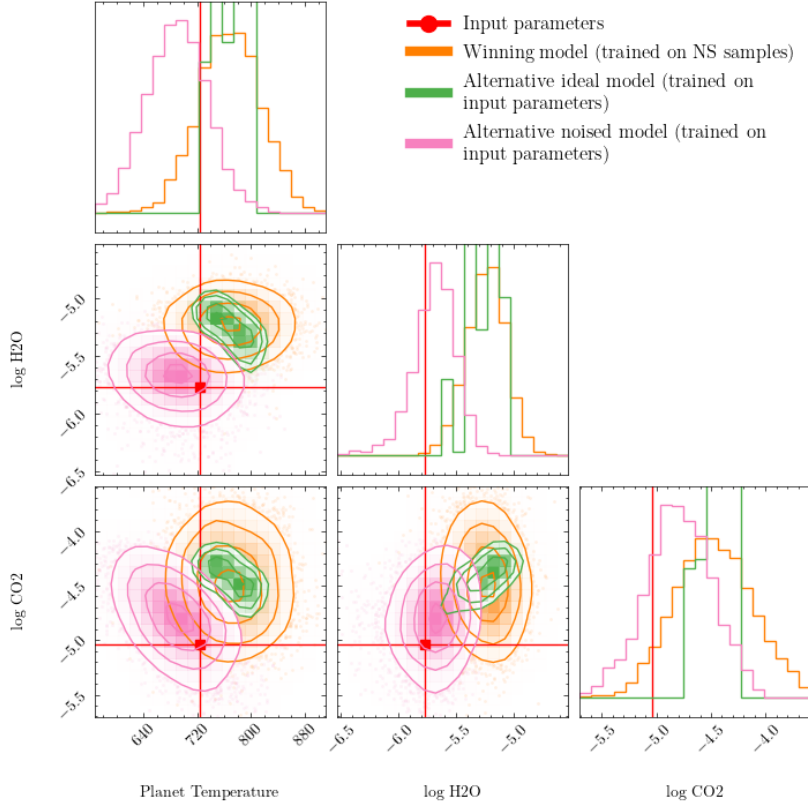 Input parameters
Winning model (trained on NS samples)
Alternative ideal model (trained on
input parameters)
Alternative noised model (trained on
input parameters)
log H2O
−5.0
−5.5
−6.0
−6.5
log CO2
−4.0
−4.5
−5.0
−5.5
640
720
800
880
−6.5
−6.0
−5.5
−5.0
−5.5
−5.0
−4.5
−4.0
Planet Temperature
log H2O
log CO2